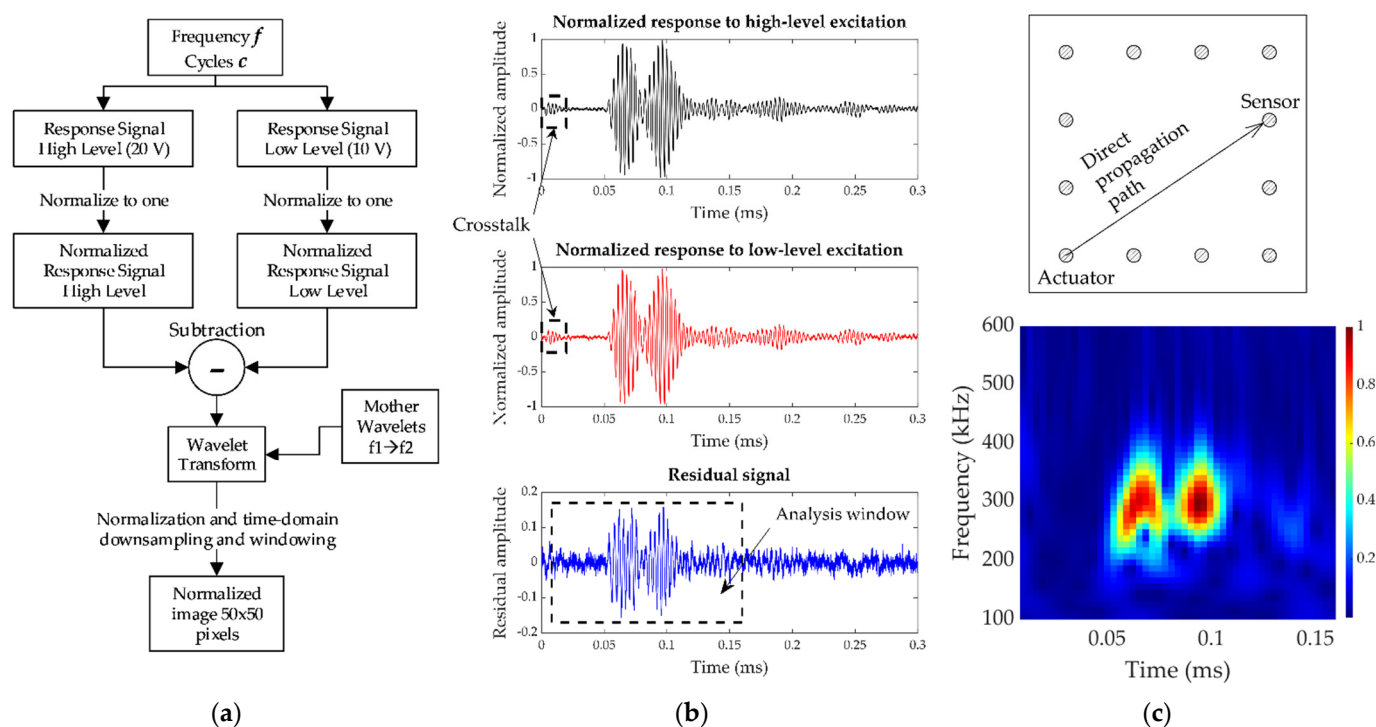 Frequency f
Cycles c
Response Signal
High Level (20 V)
Response Signal
Low Level (10 V)
Normalize to one
Normalize to one
Normalized
Response Signal
High Level
Normalized
Response Signal
Low Level
Subtraction
-
Mother
Wavelets
f1→f2
Wavelet
Transform
Normalization and time-domain
downsampling and windowing
Normalized
image 50x50
pixels
(a)
Normalized response to high-level excitation
Normalized amplitude
1
0.5
0
-0.5
-1
0
0.05
0.1
0.15
0.2
0.25
0.3
Time (ms)
Crosstalk
Normalized response to low-level excitation
Normalized amplitude
1
0.5
0
-0.5
-1
0
0.05
0.1
0.15
0.2
0.25
0.3
Time (ms)
Residual signal
Residual amplitude
0.2
0.1
0
-0.1
-0.2
Analysis window
0
0.05
0.1
0.15
0.2
0.25
0.3
Time (ms)
(b)
Sensor
Direct
propagation
path
Actuator
Frequency (kHz)
600
500
400
300
200
100
0.05
0.1
0.15
Time (ms)
1
0.8
0.6
0.4
0.2
(c)